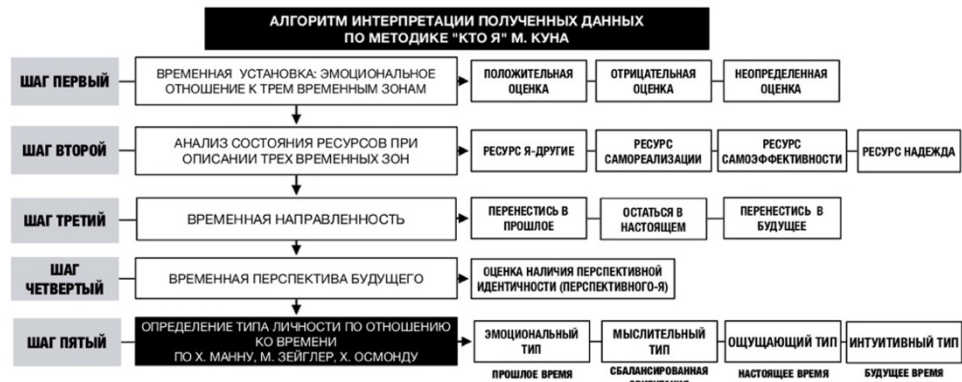 АЛГОРИТМ ИНТЕРПРЕТАЦИИ ПОЛУЧЕННЫХ ДАННЫХ
ПО МЕТОДИКЕ "КТО Я" М. КУНА
ШАГ ПЕРВЫЙ
ВРЕМЕННАЯ УСТАНОВКА: ЭМОЦИОНАЛЬНОЕ
ОТНОШЕНИЕ К ТРЕМ ВРЕМЕННЫМ ЗОНАМ
ПОЛОЖИТЕЛЬНАЯ
ОЦЕНКА
ОТРИЦАТЕЛЬНАЯ
ОЦЕНКА
НЕОПРЕДЕЛЕННАЯ
ОЦЕНКА
ШАГ ВТОРОЙ
АНАЛИЗ СОСТОЯНИЯ РЕСУРСОВ ПРИ
ОПИСАНИИ ТРЕХ ВРЕМЕННЫХ ЗОН
РЕСУРС Я-ДРУГИЕ
РЕСУРС
САМОРЕАЛИЗАЦИИ
РЕСУРС
САМОЭФФЕКТИВНОСТИ
РЕСУРС НАДЕЖДА
ШАГ ТРЕТИЙ
ВРЕМЕННАЯ НАПРАВЛЕННОСТЬ
ПЕРЕНЕСТИСЬ В
ПРОШЛОЕ
ОСТАТЬСЯ В
НАСТОЯЩЕМ
ПЕРЕНЕСТИСЬ В
БУДУЩЕЕ
ШАГ
ЧЕТВЕРТЫЙ
ВРЕМЕННАЯ ПЕРСПЕКТИВА БУДУЩЕГО
ОЦЕНКА НАЛИЧИЯ ПЕРСПЕКТИВНОЙ
ИДЕНТИЧНОСТИ (ПЕРСПЕКТИВНОГО-Я)
ШАГ ПЯТЫЙ
ОПРЕДЕЛЕНИЕ ТИПА ЛИЧНОСТИ ПО ОТНОШЕНИЮ
КО ВРЕМЕНИ
ПО Х. МАННУ, М. ЗЕЙГЛЕР, Х. ОСМОНДУ
ЭМОЦИОНАЛЬНЫЙ
ТИП
МЫСЛИТЕЛЬНЫЙ
ТИП
ОЩУЩАЮЩИЙ ТИП
ИНТУИТИВНЫЙ ТИП
ПРОШЛОЕ ВРЕМЯ
СБАЛАНСИРОВАННАЯ
НАСТОЯЩЕЕ ВРЕМЯ
БУДУЩЕЕ ВРЕМЯ